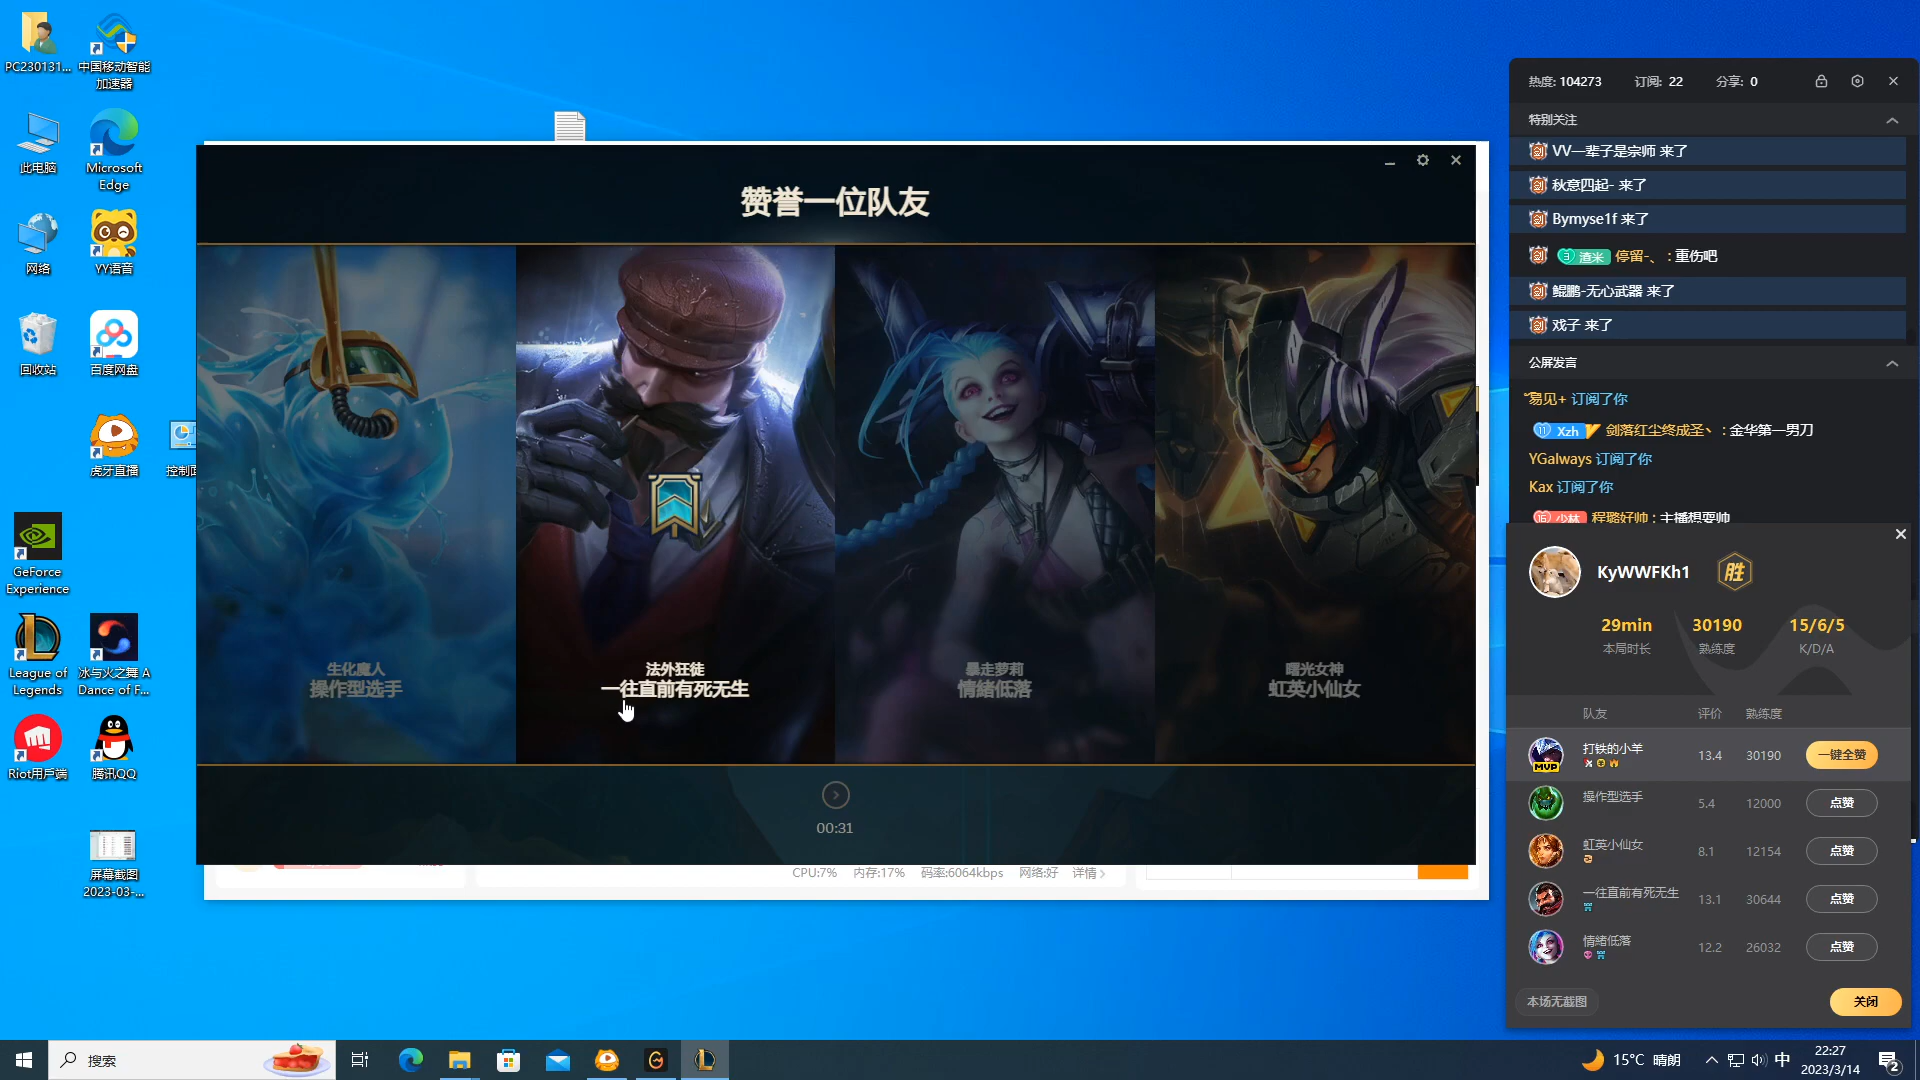 PC230131...
中国移动智能
加速器
此电脑
Microsoft
Edge
网络
YY语音
回收站
百度网盘
虎牙直播
控制面
GeForce
Experience
League of
Legends
冰与火之舞 A
Dance of F...
Riot用戶端
腾讯QQ
屏幕截图
2023-03-...
赞誉一位队友
生化魔人
操作型选手
法外狂徒
一往直前有死无生
暴走萝莉
情緒低落
曙光女神
虹英小仙女
00:31
CPU:7% 内存:17% 码率:6064kbps 网络:好 详情
热度: 104273 订阅: 22 分享: 0
特别关注
VV一辈子是宗师 来了
秋意四起- 来了
Bymyse1f 来了
3 渣米 停留-、 : 重伤吧
鲲鹏-无心武器 来了
戏子 来了
公屏发言
易见+ 订阅了你
11 Xzh 剑落红尘终成圣 : 金华第一男刀
YGalways 订阅了你
Kax 订阅了你
少林 程璐好帅 : 主播想耍帅
KyWWFKh1 胜
29min 30190 15/6/5
本局时长 熟练度 K/D/A
队友 评价 熟练度
MVP 打铁的小羊 13.4 30190 一键全赞
操作型选手 5.4 12000 点赞
虹英小仙女 8.1 12154 点赞
一往直前有死无生 13.1 30644 点赞
情緒低落 12.2 26032 点赞
本场无截图 关闭
搜索
15°C 晴朗
中
22:27
2023/3/14
2